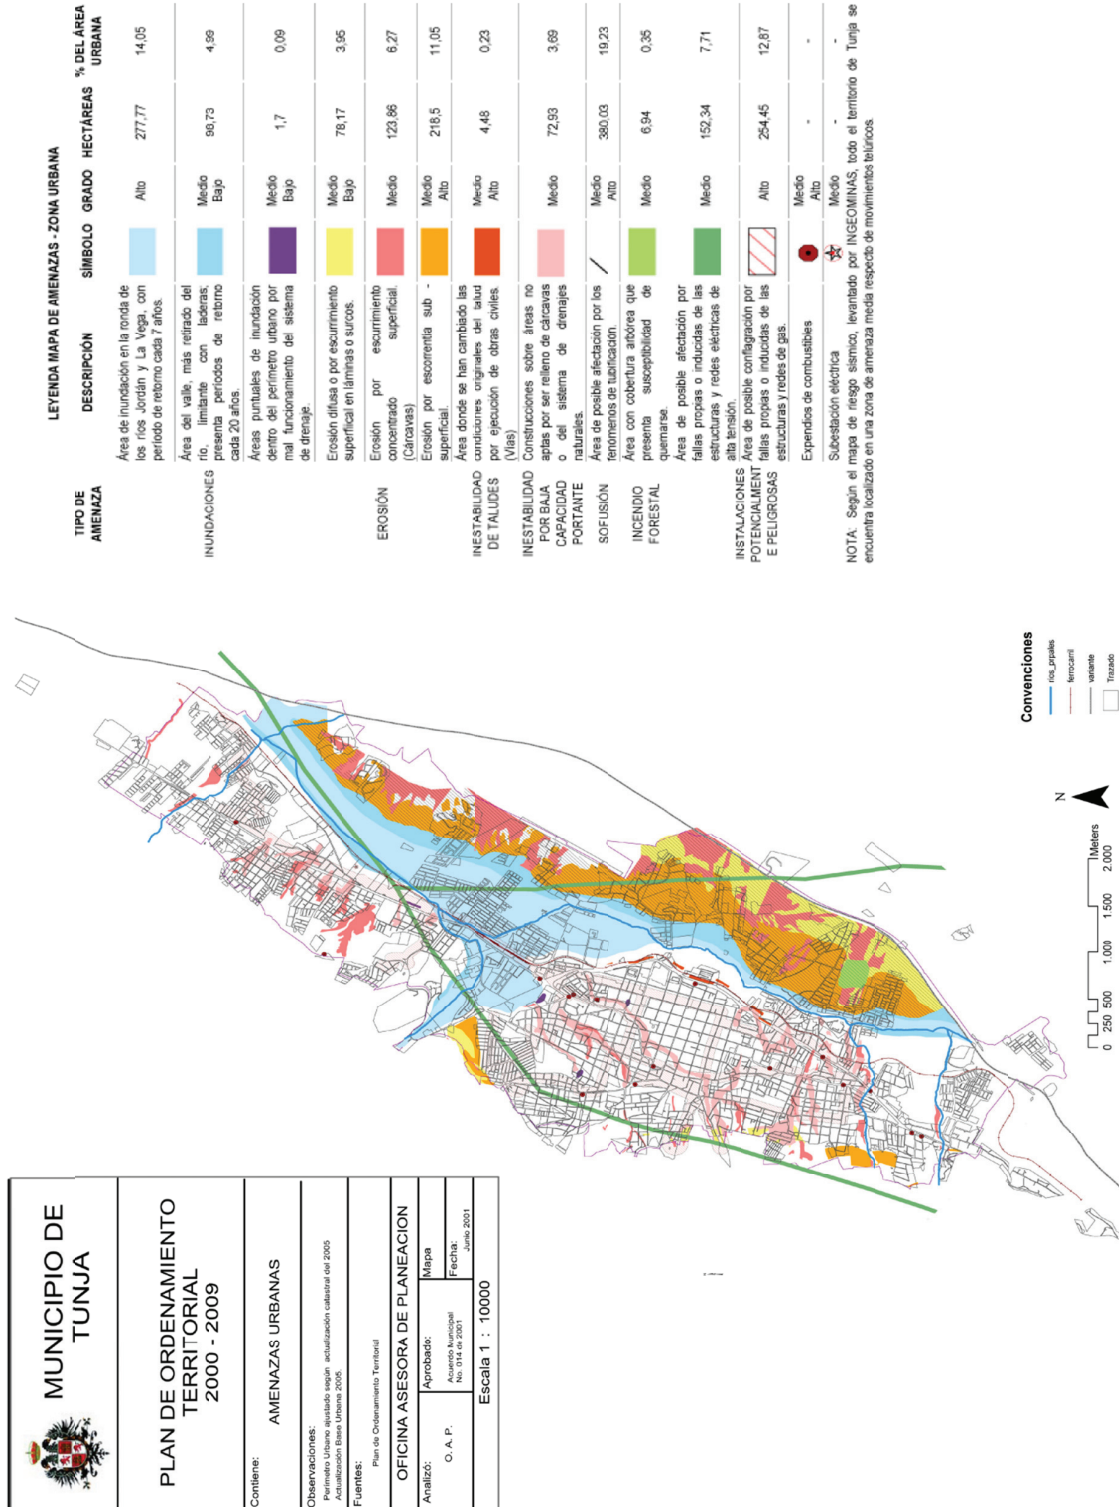 MUNICIPIO DE
TUNJA
PLAN DE ORDENAMIENTO
TERRITORIAL
2000 - 2009
Contiene:
AMENAZAS URBANAS
Observaciones:
Perímetro Urbano ajustado según actualización catastral del 2005
Actualización Base Urbana 2005.
Fuentes:
Plan de Ordenamiento Territorial
OFICINA ASESORA DE PLANEACION
Analizó:
O. A. P.
Aprobado:
Acuerdo Municipal
No. 014 de 2001
Mapa
Fecha:
Junio 2001
Escala 1 : 10000
LEYENDA MAPA DE AMENAZAS - ZONA URBANA
TIPO DE
AMENAZA
DESCRIPCIÓN
SÍMBOLO
GRADO
HECTÁREAS
% DEL ÁREA
URBANA
INUNDACIONES
Área de inundación en la ronda de
los ríos Jordán y La Vega, con
período de retorno cada 7 años.
Alto
277,77
14,05
Área del valle, más retirado del
río, limitante con laderas;
presenta períodos de retorno
cada 20 años.
Medio
Bajo
98,73
4,99
Áreas puntuales de inundación
dentro del perímetro urbano por
mal funcionamiento del sistema
de drenaje.
Medio
Bajo
1,7
0,09
EROSIÓN
Erosión difusa o por escurrimiento
superficial en láminas o surcos.
Medio
Bajo
78,17
3,95
Erosión por escurrimiento
concentrado superficial.
(Cárcavas)
Medio
123,86
6,27
Erosión por escorrentía sub -
superficial.
Medio
Alto
218,5
11,05
INESTABILIDAD
DE TALUDES
Área donde se han cambiado las
condiciones originales del talud
por ejecución de obras civiles.
(Vías)
Medio
Alto
4,48
0,23
INESTABILIDAD
POR BAJA
CAPACIDAD
PORTANTE
Construcciones sobre áreas no
aptas por ser relleno de cárcavas
o del sistema de drenajes
naturales.
Medio
72,93
3,69
SOFUSIÓN
Área de posible afectación por los
fenómenos de tubificación.
Medio
Alto
380,03
19,23
INCENDIO
FORESTAL
Área con cobertura arbórea que
presenta susceptibilidad de
quemarse.
Medio
6,94
0,35
INSTALACIONES
POTENCIALMENT
E PELIGROSAS
Área de posible afectación por
fallas propias o inducidas de las
estructuras y redes eléctricas de
alta tensión.
Medio
152,34
7,71
Área de posible conflagración por
fallas propias o inducidas de las
estructuras y redes de gas.
Alto
254,45
12,87
Expendios de combustibles
Medio
Alto
-
-
Subestación eléctrica
Medio
-
-
NOTA: Según el mapa de riesgo sísmico, levantado por INGEOMINAS, todo el territorio de Tunja se
encuentra localizado en una zona de amenaza media respecto de movimientos telúricos.
Convenciones
rios_prpales
ferrocarril
variante
Trazado
N
Meters
0 250 500 1.000 1.500 2.000